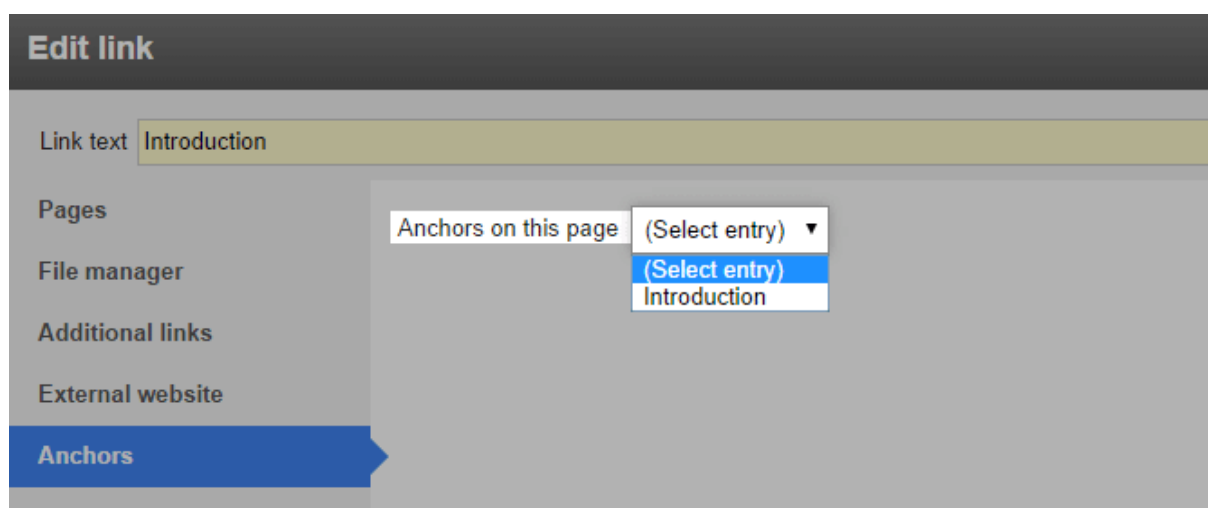 Edit link
Link text Introduction
Pages
Anchors on this page (Select entry)
(Select entry)
Introduction
File manager
Additional links
External website
Anchors